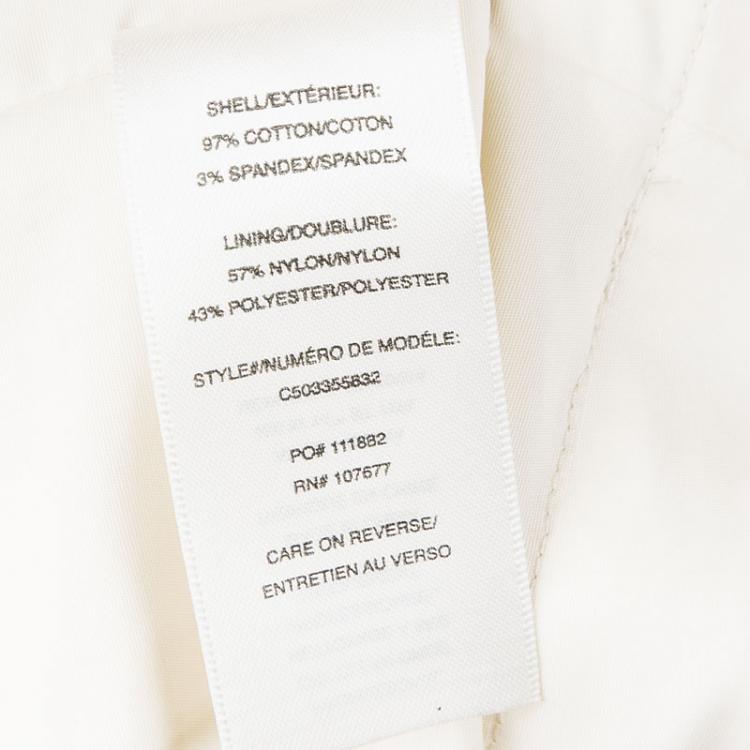 SHELL/EXTÉRIEUR:
97% COTTON/COTON
3% SPANDEX/SPANDEX
LINING/DOUBLURE:
57% NYLON/NYLON
43% POLYESTER/POLYESTER
STYLE#/NUMÉRO DE MODÉLE:
C503355832
PO# 111882
RN# 107677
CARE ON REVERSE/
ENTRETIEN AU VERSO